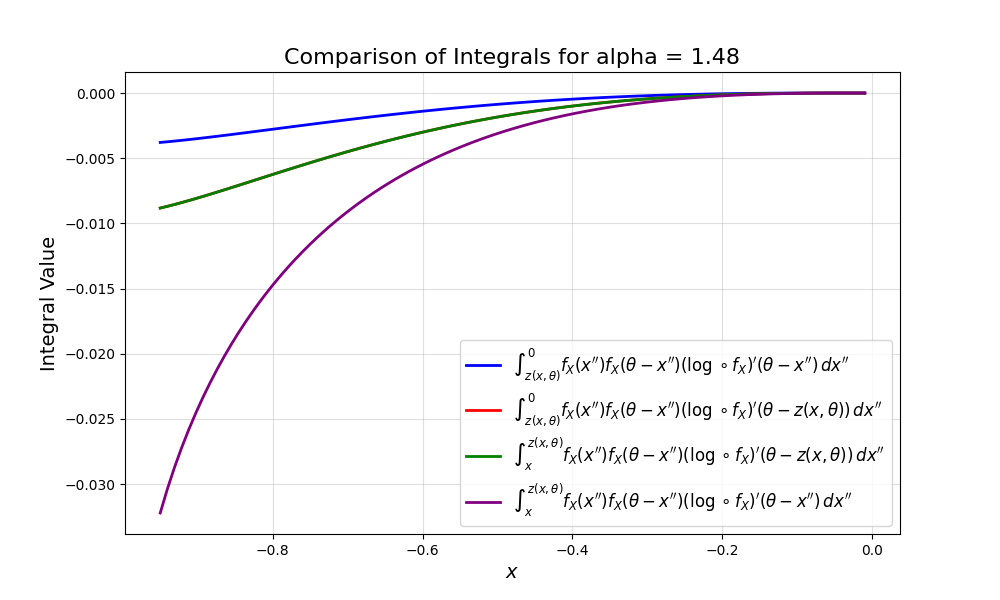 Comparison of Integrals for alpha = 1.48
Integral Value
0.000
−0.005
−0.010
−0.015
−0.020
−0.025
−0.030
∫_{z(x, θ)}^{0} f_X(x′′)f_X(θ − x′′)(log ∘ f_X)′(θ − x′′) dx′′
∫_{z(x, θ)}^{0} f_X(x′′)f_X(θ − x′′)(log ∘ f_X)′(θ − z(x, θ)) dx′′
∫_{x}^{z(x, θ)} f_X(x′′)f_X(θ − x′′)(log ∘ f_X)′(θ − z(x, θ)) dx′′
∫_{x}^{z(x, θ)} f_X(x′′)f_X(θ − x′′)(log ∘ f_X)′(θ − x′′) dx′′
−0.8 −0.6 −0.4 −0.2 0.0
x